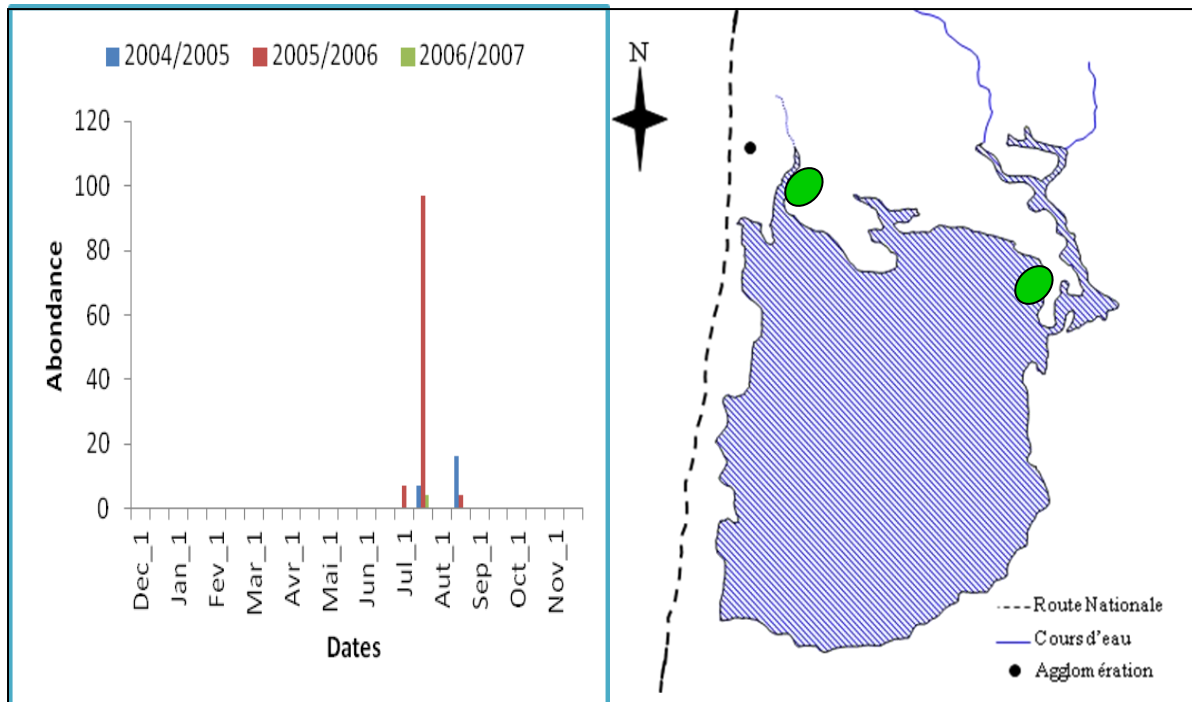 2004/2005 2005/2006 2006/2007
120
100
80
60
40
20
0
Abondance
Dec_1 Jan_1 Fev_1 Mar_1 Avr_1 Mai_1 Jun_1 Jul_1 Aut_1 Sep_1 Oct_1 Nov_1
Dates
N
Route Nationale
Cours d'eau
Agglomération